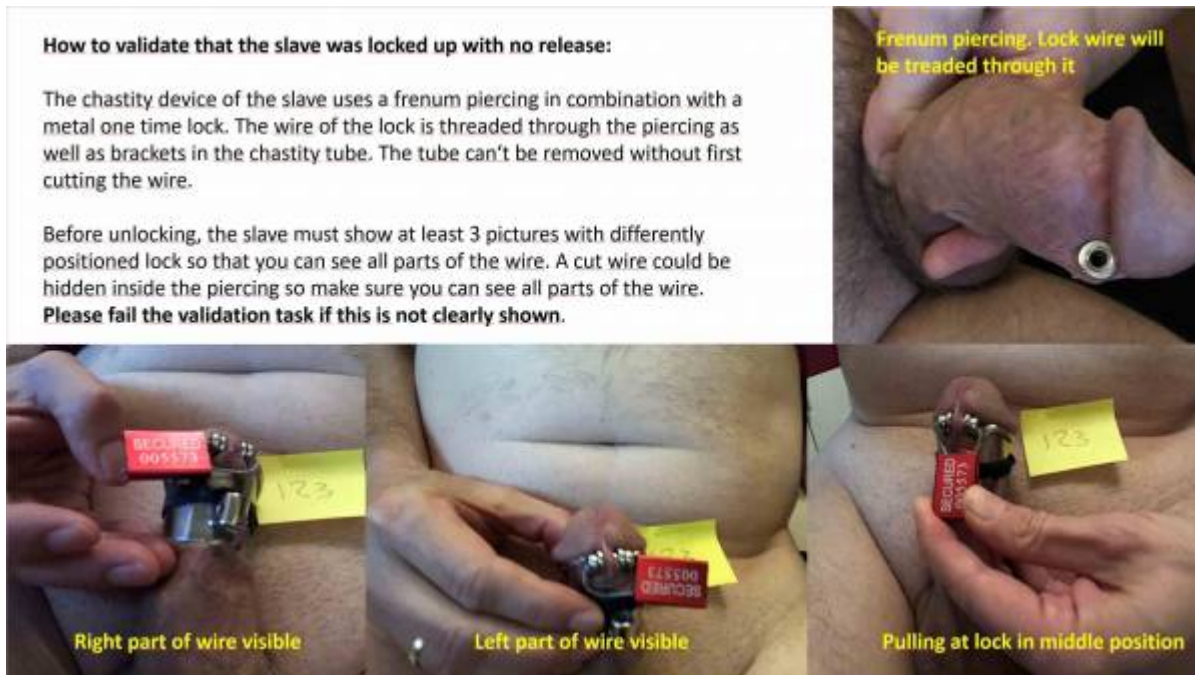 How to validate that the slave was locked up with no release:
The chastity device of the slave uses a frenum piercing in combination with a
metal one time lock. The wire of the lock is threaded through the piercing as
well as brackets in the chastity tube. The tube can't be removed without first
cutting the wire.
Before unlocking, the slave must show at least 3 pictures with differently
positioned lock so that you can see all parts of the wire. A cut wire could be
hidden inside the piercing so make sure you can see all parts of the wire.
Please fail the validation task if this is not clearly shown.
Frenum piercing. Lock wire will
be treaded through it
SECURED
005573
123
Right part of wire visible
SECURED
005573
Left part of wire visible
SECURED
005573
123
Pulling at lock in middle position